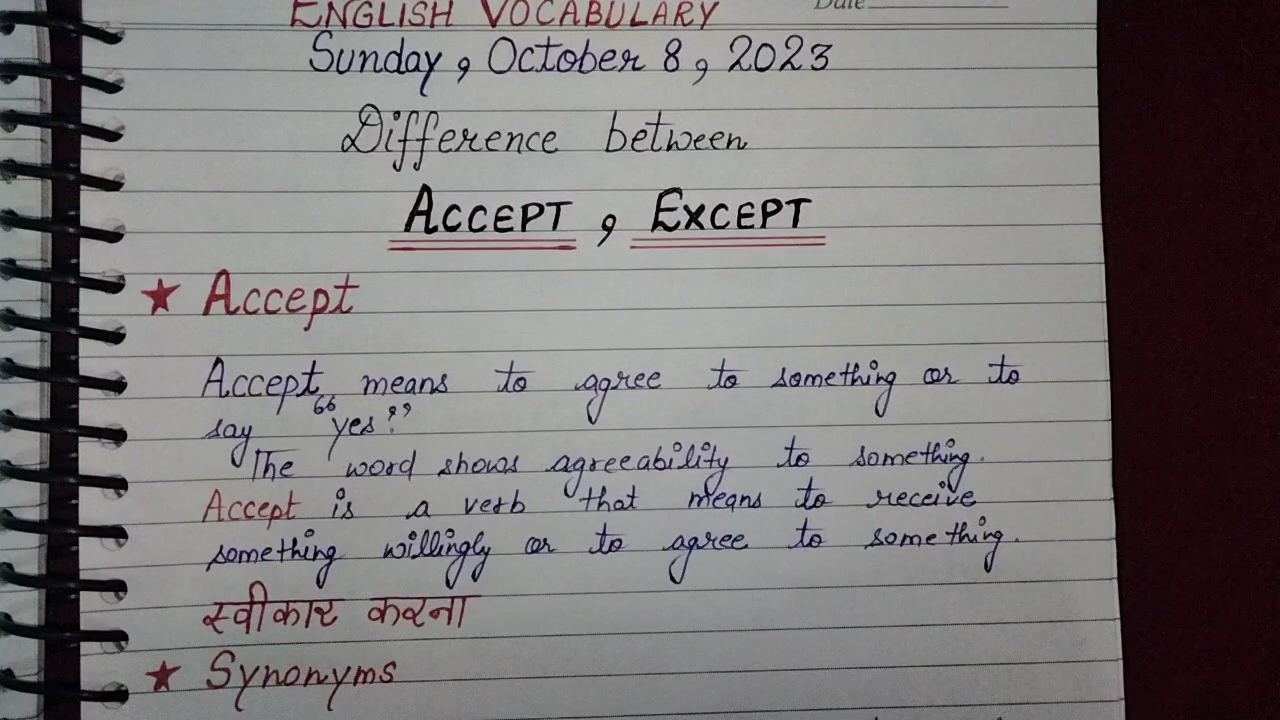 ENGLISH VOCABULARY
Date
Sunday, October 8, 2023
Difference between
ACCEPT, EXCEPT
★ Accept
Accept means to agree to something or to
say "yes".
The word shows agreeability to something.
Accept is a verb that means to receive
something willingly or to agree to something.
स्वीकार करना
★ Synonyms